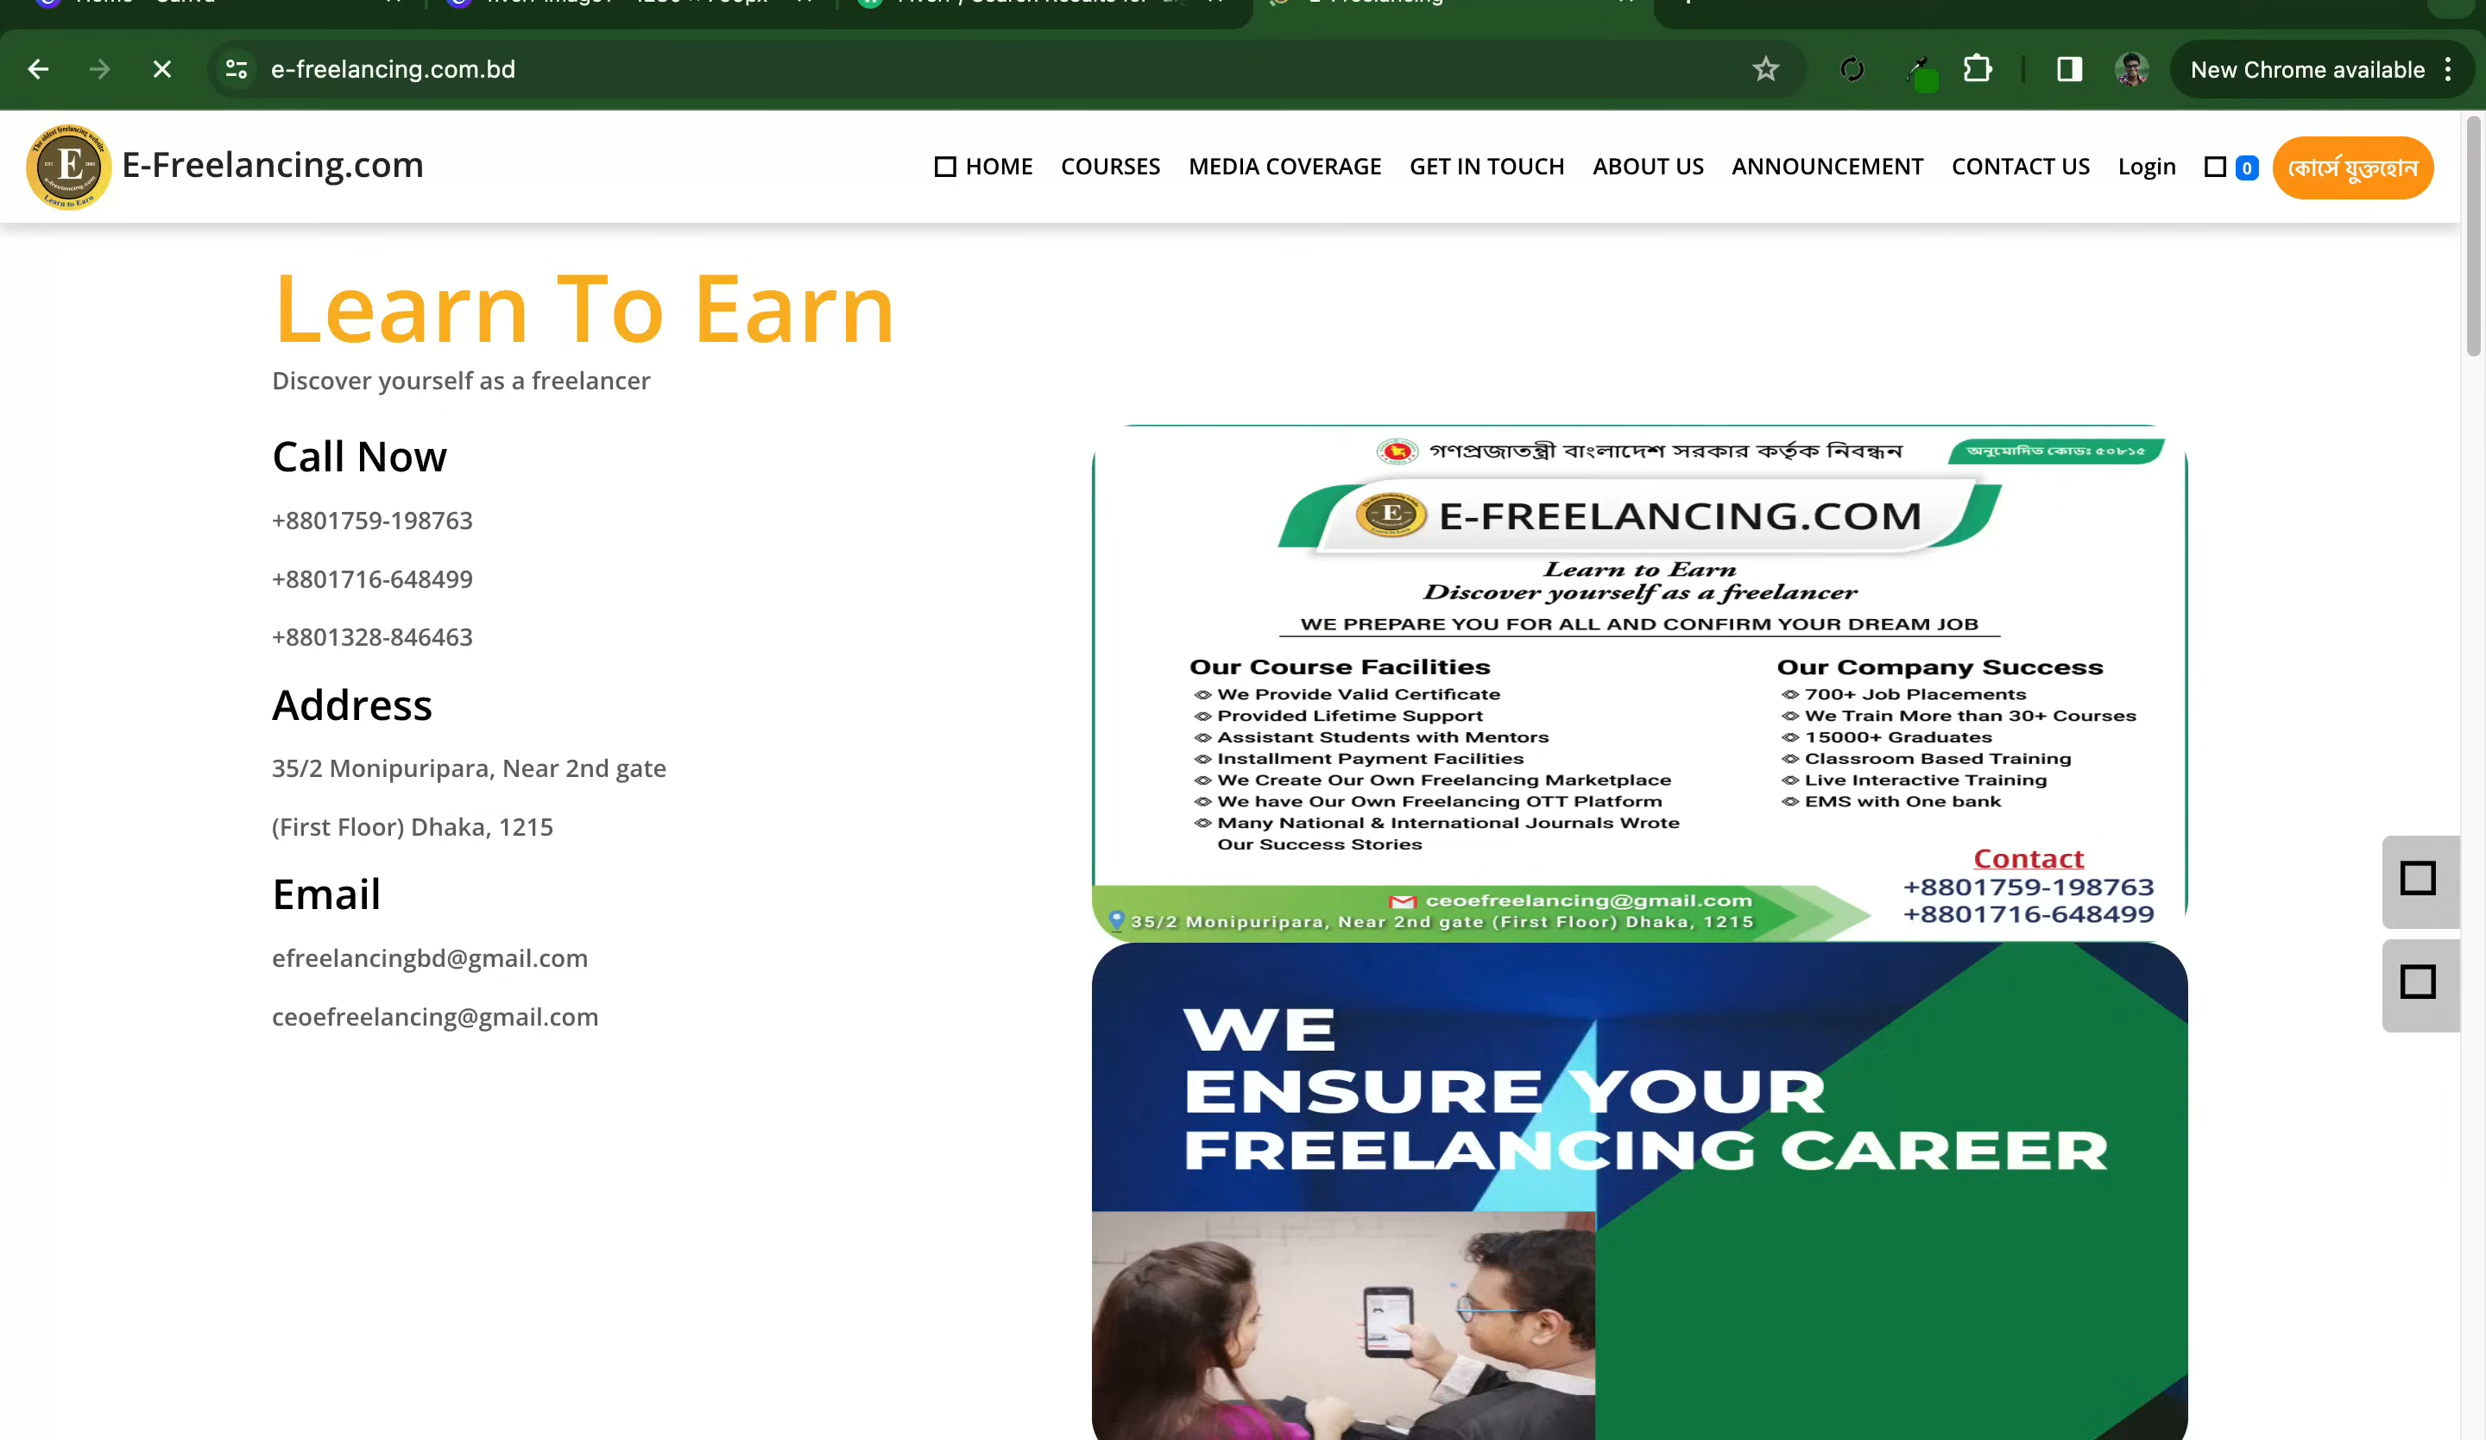 e-freelancing.com.bd
New Chrome available
E-Freelancing.com
HOME COURSES MEDIA COVERAGE GET IN TOUCH ABOUT US ANNOUNCEMENT CONTACT US Login 0 কোর্সে যুক্তহোন
Learn To Earn
Discover yourself as a freelancer
Call Now
+8801759-198763
+8801716-648499
+8801328-846463
Address
35/2 Monipuripara, Near 2nd gate
(First Floor) Dhaka, 1215
Email
efreelancingbd@gmail.com
ceoefreelancing@gmail.com
গণপ্রজাতন্ত্রী বাংলাদেশ সরকার কর্তৃক নিবন্ধন
অনুমোদিত কোডঃ ৫০৮১৫
E-FREELANCING.COM
Learn to Earn
Discover yourself as a freelancer
WE PREPARE YOU FOR ALL AND CONFIRM YOUR DREAM JOB
Our Course Facilities
We Provide Valid Certificate
Provided Lifetime Support
Assistant Students with Mentors
Installment Payment Facilities
We Create Our Own Freelancing Marketplace
We have Our Own Freelancing OTT Platform
Many National & International Journals Wrote
Our Success Stories
Our Company Success
700+ Job Placements
We Train More than 30+ Courses
15000+ Graduates
Classroom Based Training
Live Interactive Training
EMS with One bank
Contact
+8801759-198763
+8801716-648499
ceoefreelancing@gmail.com
35/2 Monipuripara, Near 2nd gate (First Floor) Dhaka, 1215
WE
ENSURE YOUR
FREELANCING CAREER